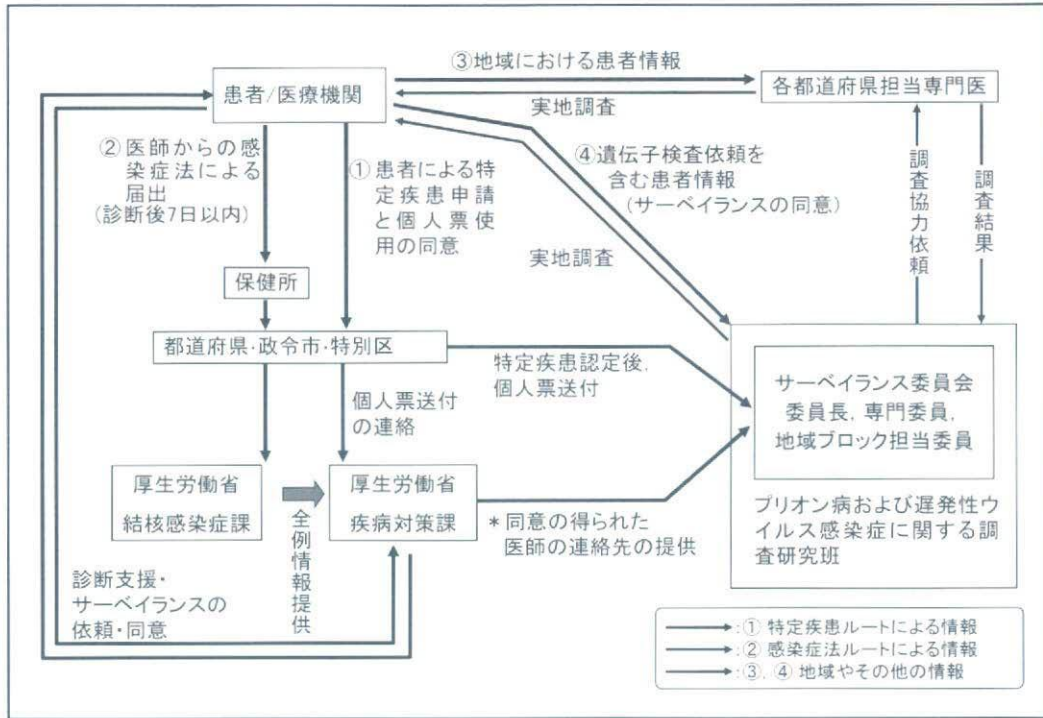 ③地域における患者情報
患者/医療機関
各都道府県担当専門医
実地調査
②医師からの感
染症法による
届出
(診断後7日以内)
①患者による特
定疾患申請
と個人票使
用の同意
④遺伝子検査依頼を
含む患者情報
(サーベイランスの同意)
実地調査
調査協力依頼
調査結果
保健所
都道府県・政令市・特別区
特定疾患認定後,
個人票送付
個人票送付
の連絡
サーベイランス委員会
委員長, 専門委員,
地域ブロック担当委員
プリオン病および遅発性ウ
イルス感染症に関する調
査研究班
厚生労働省
結核感染症課
全例情報提供
厚生労働省
疾病対策課
*同意の得られた
医師の連絡先の提供
診断支援・
サーベイランスの
依頼・同意
:① 特定疾患ルートによる情報
:② 感染症法ルートによる情報
:③, ④ 地域やその他の情報